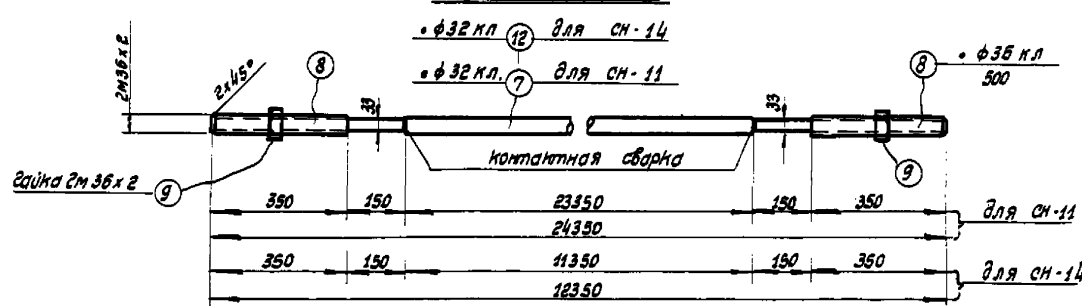 • ф32 кл 12 для сн-14
• ф32 кл. 7 для сн-11
2м36х2
2х45°
8
33
33
8 • ф36 кл
500
контактная сварка
гайка 2м 36х2 9
9
350 150 23350 150 350
24350
для сн-11
350 150 11350 150 350
12350
для сн-14